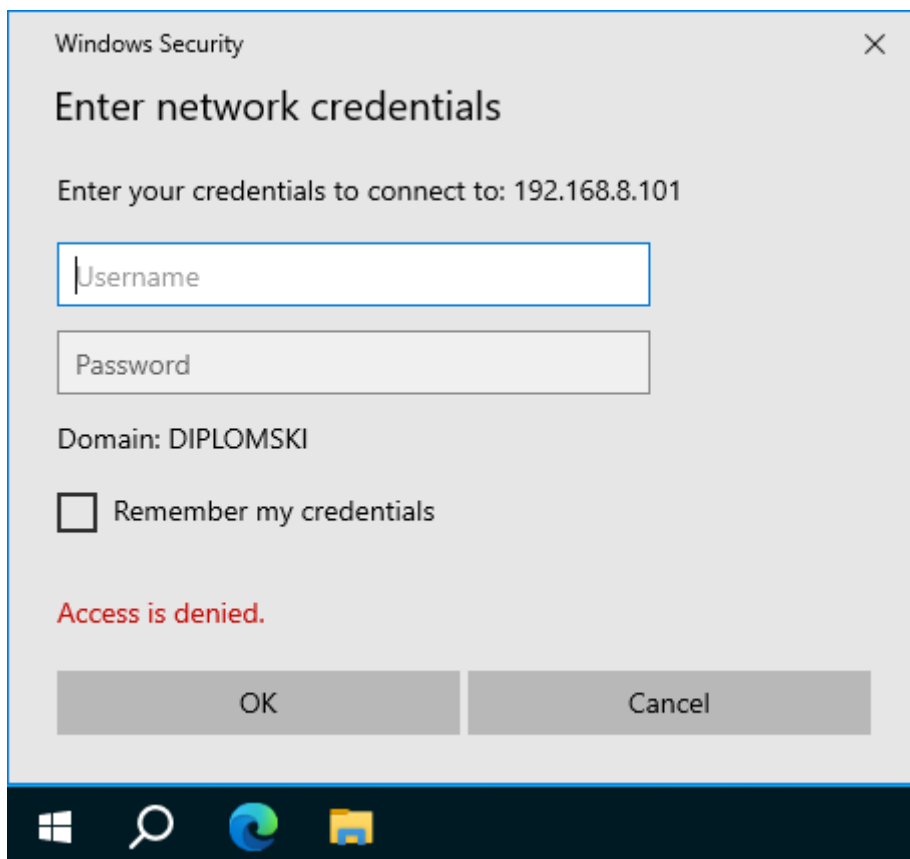 Windows Security
Enter network credentials
Enter your credentials to connect to: 192.168.8.101
Username
Password
Domain: DIPLOMSKI
Remember my credentials
Access is denied.
OK
Cancel